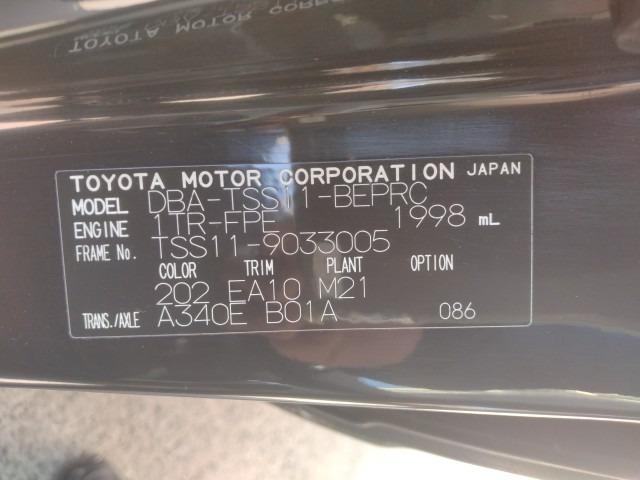 TOYOTA MOTOR CORPORATION JAPAN
MODEL DBA-TSS11-BEPRC
ENGINE 1TR-FPE 1998 mL
FRAME No. TSS11-9033005
COLOR TRIM PLANT OPTION
202 EA10 M21
TRANS./AXLE A340E B01A 086